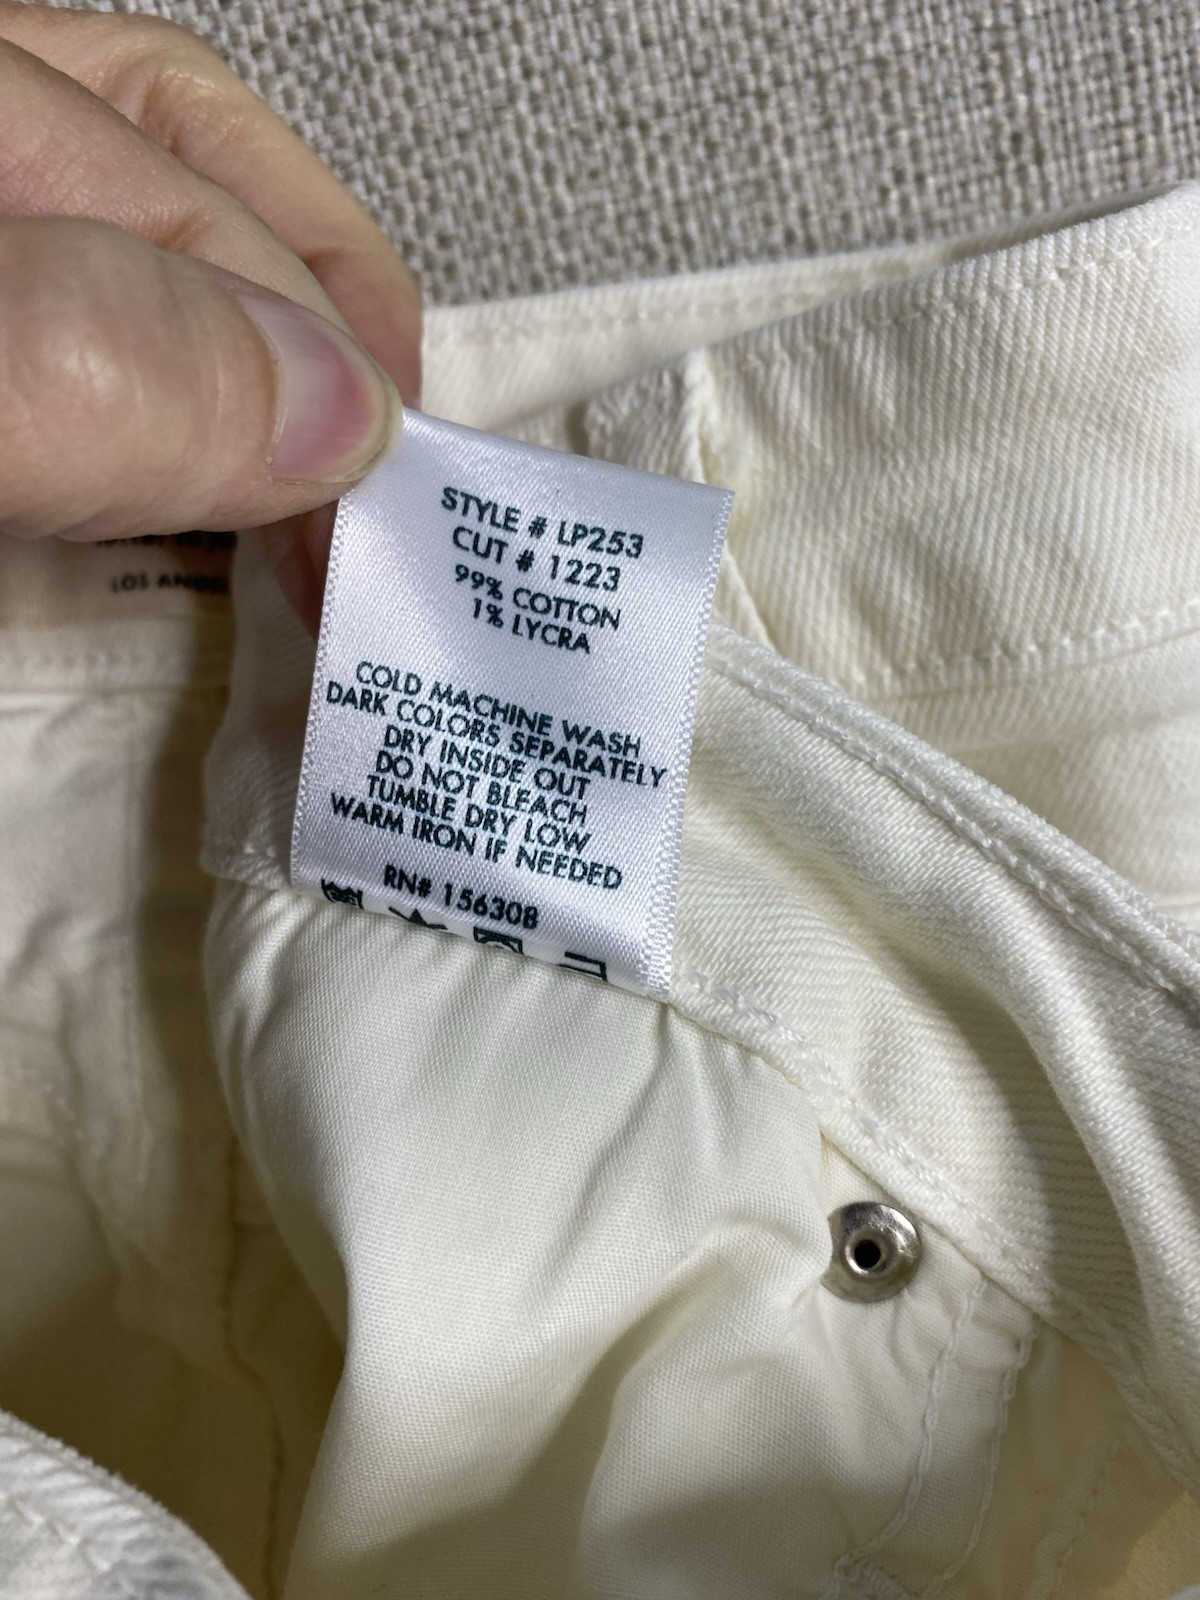 STYLE # LP253
CUT # 1223
99% COTTON
1% LYCRA
COLD MACHINE WASH
DARK COLORS SEPARATELY
DRY INSIDE OUT
DO NOT BLEACH
TUMBLE DRY LOW
WARM IRON IF NEEDED
RN# 156308
LOS